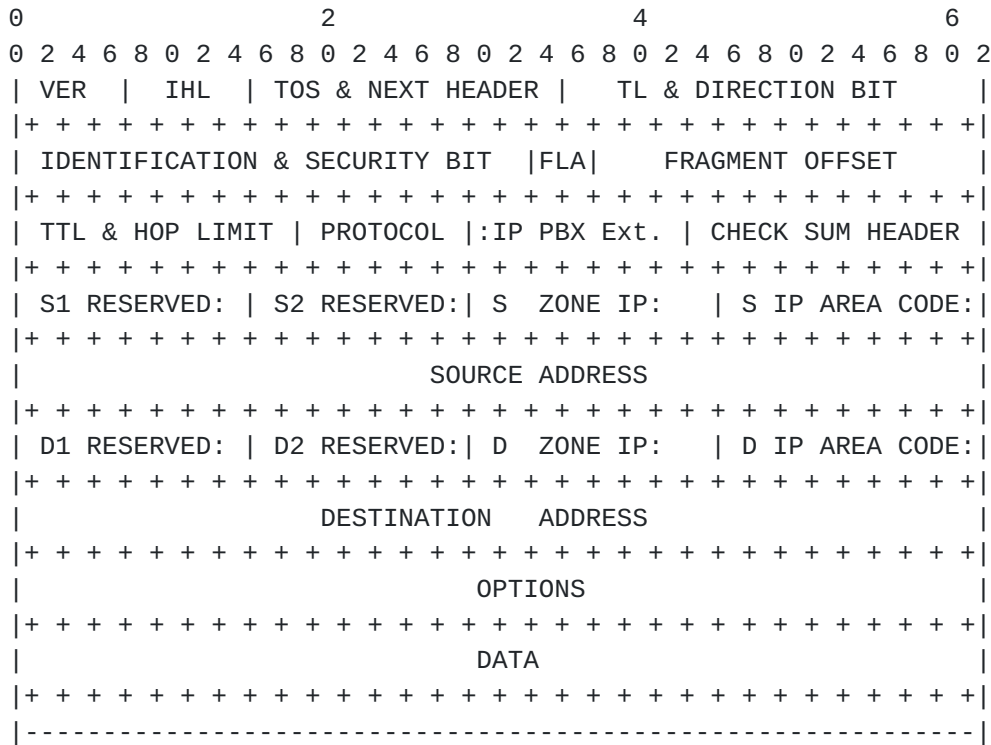 0                   2                   4                   6
0 2 4 6 8 0 2 4 6 8 0 2 4 6 8 0 2 4 6 8 0 2 4 6 8 0 2 4 6 8 0 2
| VER  |  IHL  | TOS & NEXT HEADER |   TL & DIRECTION BIT     |
|+ + + + + + + + + + + + + + + + + + + + + + + + + + + + + + +|
| IDENTIFICATION & SECURITY BIT  |FLA|    FRAGMENT OFFSET     |
|+ + + + + + + + + + + + + + + + + + + + + + + + + + + + + + +|
| TTL & HOP LIMIT | PROTOCOL |:IP PBX Ext. | CHECK SUM HEADER |
|+ + + + + + + + + + + + + + + + + + + + + + + + + + + + + + +|
| S1 RESERVED: | S2 RESERVED:| S  ZONE IP:   | S IP AREA CODE:|
|+ + + + + + + + + + + + + + + + + + + + + + + + + + + + + + +|
|                          SOURCE ADDRESS                     |
|+ + + + + + + + + + + + + + + + + + + + + + + + + + + + + + +|
| D1 RESERVED: | D2 RESERVED:| D  ZONE IP:   | D IP AREA CODE:|
|+ + + + + + + + + + + + + + + + + + + + + + + + + + + + + + +|
|                   DESTINATION   ADDRESS                     |
|+ + + + + + + + + + + + + + + + + + + + + + + + + + + + + + +|
|                             OPTIONS                         |
|+ + + + + + + + + + + + + + + + + + + + + + + + + + + + + + +|
|                             DATA                            |
|+ + + + + + + + + + + + + + + + + + + + + + + + + + + + + + +|
|-------------------------------------------------------------|